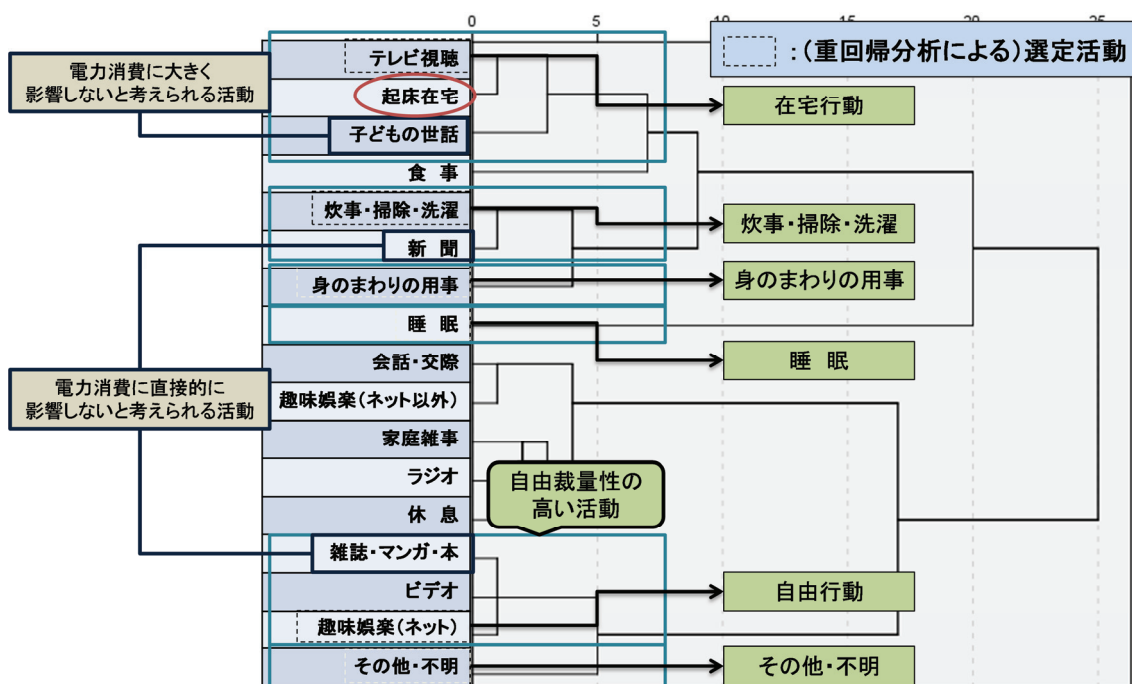 0 5 10 15 20 25
:(重回帰分析による)選定活動
電力消費に大きく
影響しないと考えられる活動
テレビ視聴
起床在宅
子どもの世話
食 事
炊事・掃除・洗濯
新 聞
身のまわりの用事
睡 眠
会話・交際
趣味娯楽(ネット以外)
家庭雑事
ラジオ
休 息
雑誌・マンガ・本
ビデオ
趣味娯楽(ネット)
その他・不明
電力消費に直接的に
影響しないと考えられる活動
自由裁量性の
高い活動
在宅行動
炊事・掃除・洗濯
身のまわりの用事
睡 眠
自由行動
その他・不明